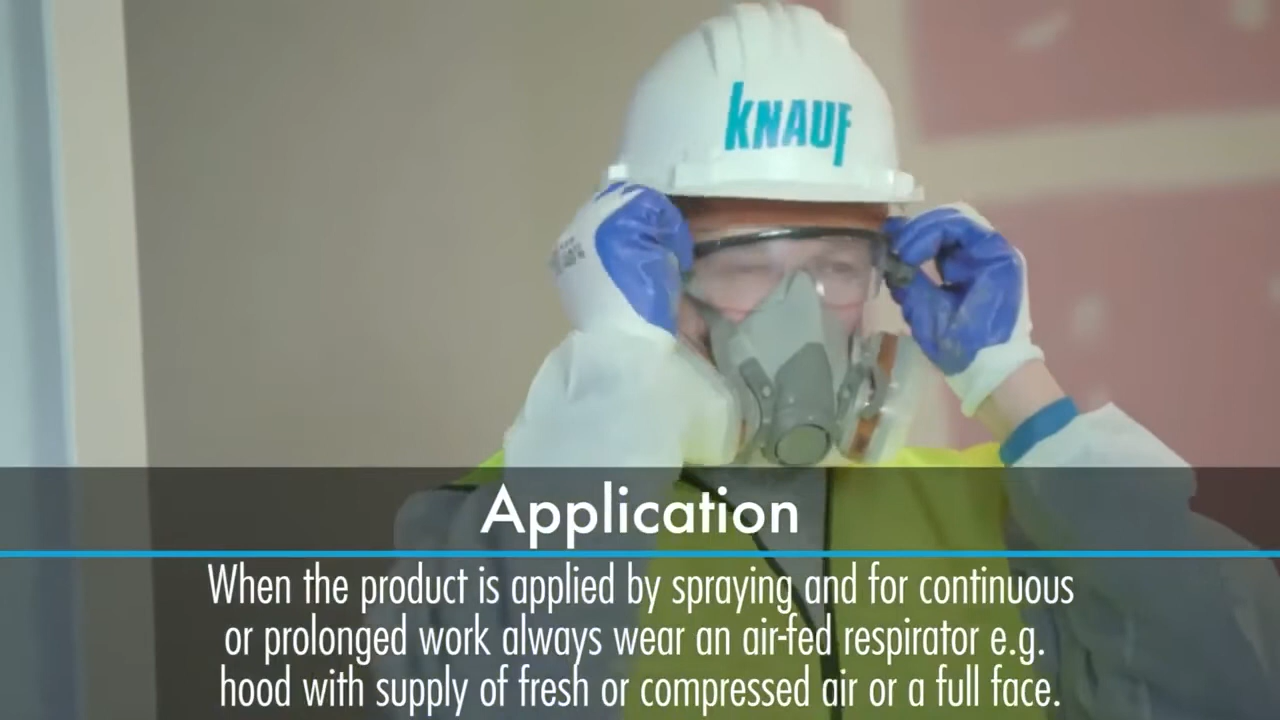 KNAUF
Application
When the product is applied by spraying and for continuous
or prolonged work always wear an air-fed respirator e.g.
hood with supply of fresh or compressed air or a full face.